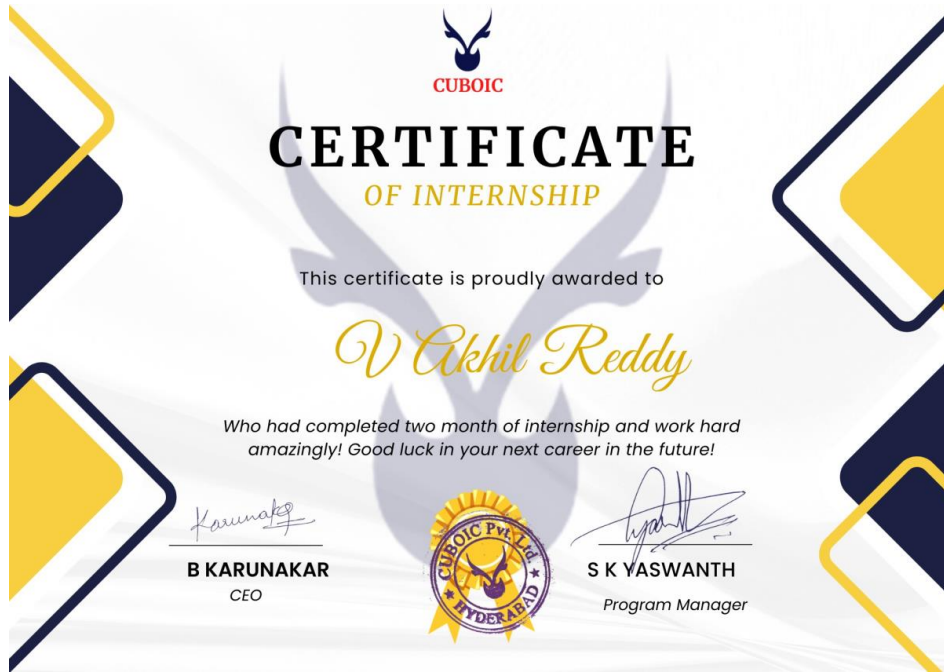 CUBOIC
CERTIFICATE
OF INTERNSHIP
This certificate is proudly awarded to
V Akhil Reddy
Who had completed two month of internship and work hard
amazingly! Good luck in your next career in the future!
Karunakar
B KARUNAKAR
CEO
CUBOIC Pvt. Ltd.
★ HYDERABAD ★
S K YASWANTH
Program Manager